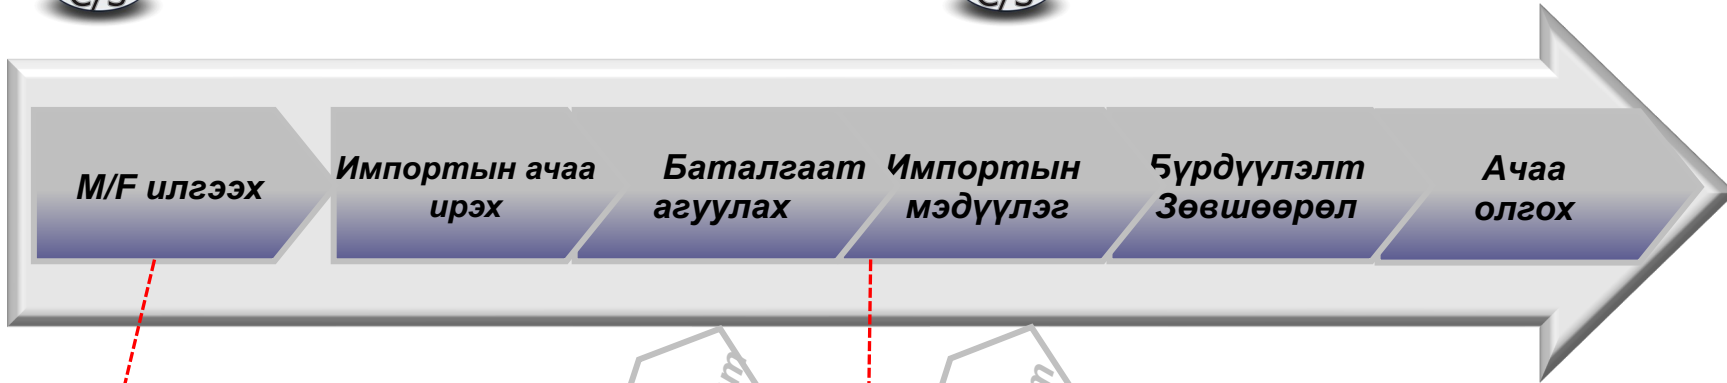 C/S
C/S
М/F илгээх
Импортын ачаа
ирэх
Баталгаат
агуулах
Импортын
мэдүүлэг
Бүрдүүлэлт
Зөвшөөрөл
Ачаа
олгох
m
m